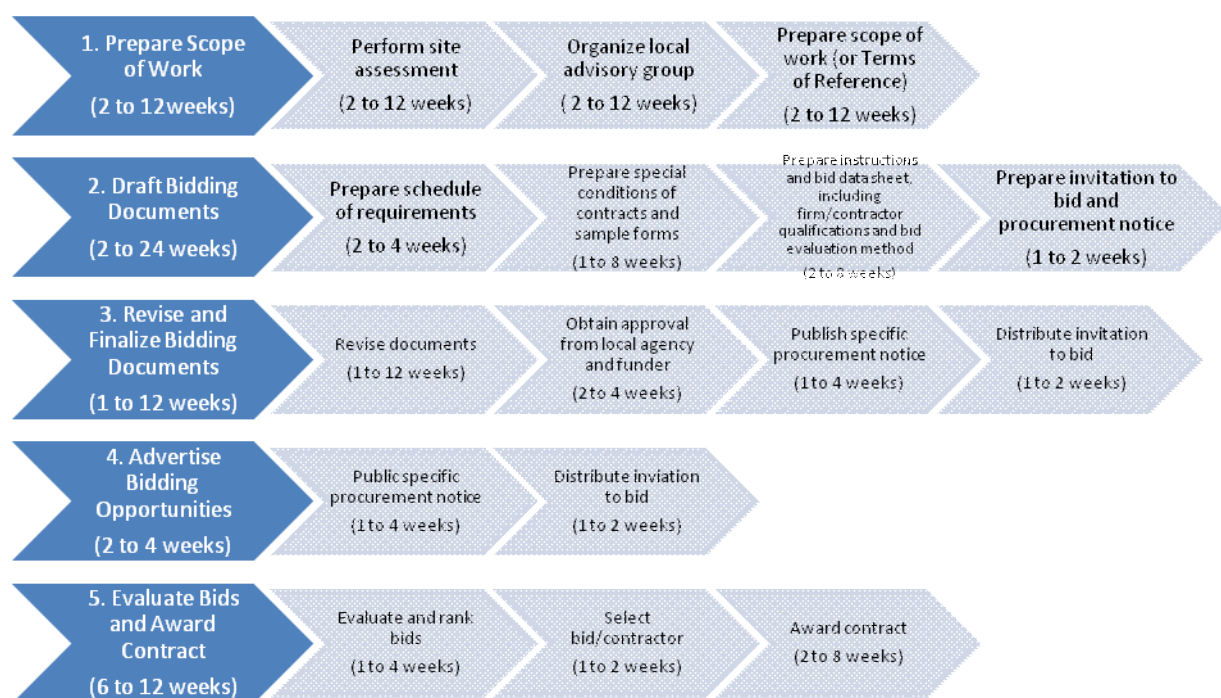 1. Prepare Scope
of Work
(2 to 12weeks)
Perform site
assessment
(2 to 12 weeks)
Organize local
advisory group
( 2 to 12 weeks)
Prepare scope of
work (or Terms
of Reference)
(2 to 12 weeks)
2. Draft Bidding
Documents
(2 to 24 weeks)
Prepare schedule
of requirements
(2 to 4 weeks)
Prepare special
conditions of
contracts and
sample forms
(1 to 8 weeks)
Prepare instructions
and bid data sheet,
including
firm/contractor
qualifications and bid
evaluation method
(2 to 8 weeks)
Prepare invitation to
bid and
procurement notice
(1 to 2 weeks)
3. Revise and
Finalize Bidding
Documents
(1 to 12 weeks)
Revise documents
(1 to 12 weeks)
Obtain approval
from local agency
and funder
(2 to 4 weeks)
Publish specific
procurement notice
(1 to 4 weeks)
Distribute invitation
to bid
(1 to 2 weeks)
4. Advertise
Bidding
Opportunities
(2 to 4 weeks)
Public specific
procurement notice
(1 to 4 weeks)
Distribute inviation
to bid
(1 to 2 weeks)
5. Evaluate Bids
and Award
Contract
(6 to 12 weeks)
Evaluate and rank
bids
(1 to 4 weeks)
Select
bid/contractor
(1 to 2 weeks)
Award contract
(2 to 8 weeks)